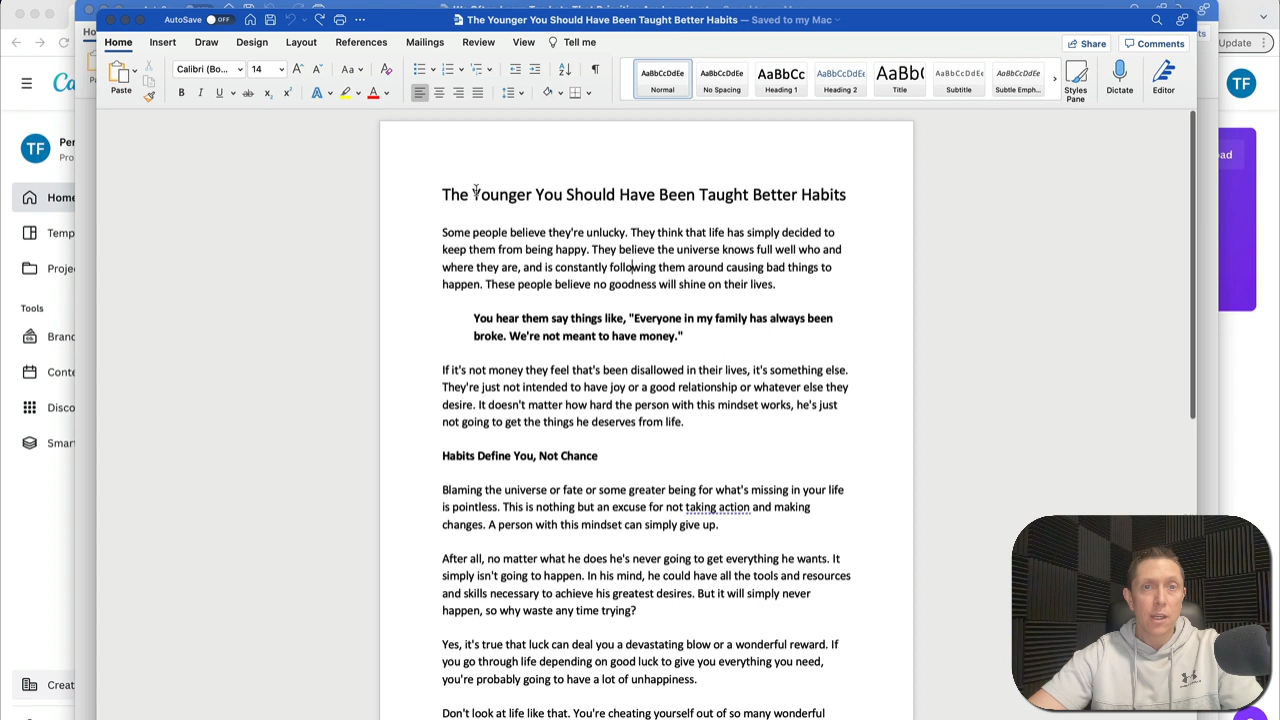 AutoSave OFF
The Younger You Should Have Been Taught Better Habits — Saved to my Mac
Home Insert Draw Design Layout References Mailings Review View Tell me
Share Comments
Update
Paste
Calibri (Bo... 14
AaBbCcDdEe AaBbCcDdEe AaBbCc AaBbCcDdEe AaBb( AaBbCcDdEe AaBbCcDdEe
Normal No Spacing Heading 1 Heading 2 Title Subtitle Subtle Emph...
Styles Pane
Dictate
Editor
TF
TF
Per
Pro
Home
Temp
Projec
Tools
Branc
Conte
Disco
Smar
Creat
ad
The Younger You Should Have Been Taught Better Habits
Some people believe they're unlucky. They think that life has simply decided to
keep them from being happy. They believe the universe knows full well who and
where they are, and is constantly following them around causing bad things to
happen. These people believe no goodness will shine on their lives.
You hear them say things like, "Everyone in my family has always been
broke. We're not meant to have money."
If it's not money they feel that's been disallowed in their lives, it's something else.
They're just not intended to have joy or a good relationship or whatever else they
desire. It doesn't matter how hard the person with this mindset works, he's just
not going to get the things he deserves from life.
Habits Define You, Not Chance
Blaming the universe or fate or some greater being for what's missing in your life
is pointless. This is nothing but an excuse for not taking action and making
changes. A person with this mindset can simply give up.
After all, no matter what he does he's never going to get everything he wants. It
simply isn't going to happen. In his mind, he could have all the tools and resources
and skills necessary to achieve his greatest desires. But it will simply never
happen, so why waste any time trying?
Yes, it's true that luck can deal you a devastating blow or a wonderful reward. If
you go through life depending on good luck to give you everything you need,
you're probably going to have a lot of unhappiness.
Don't look at life like that. You're cheating yourself out of so many wonderful